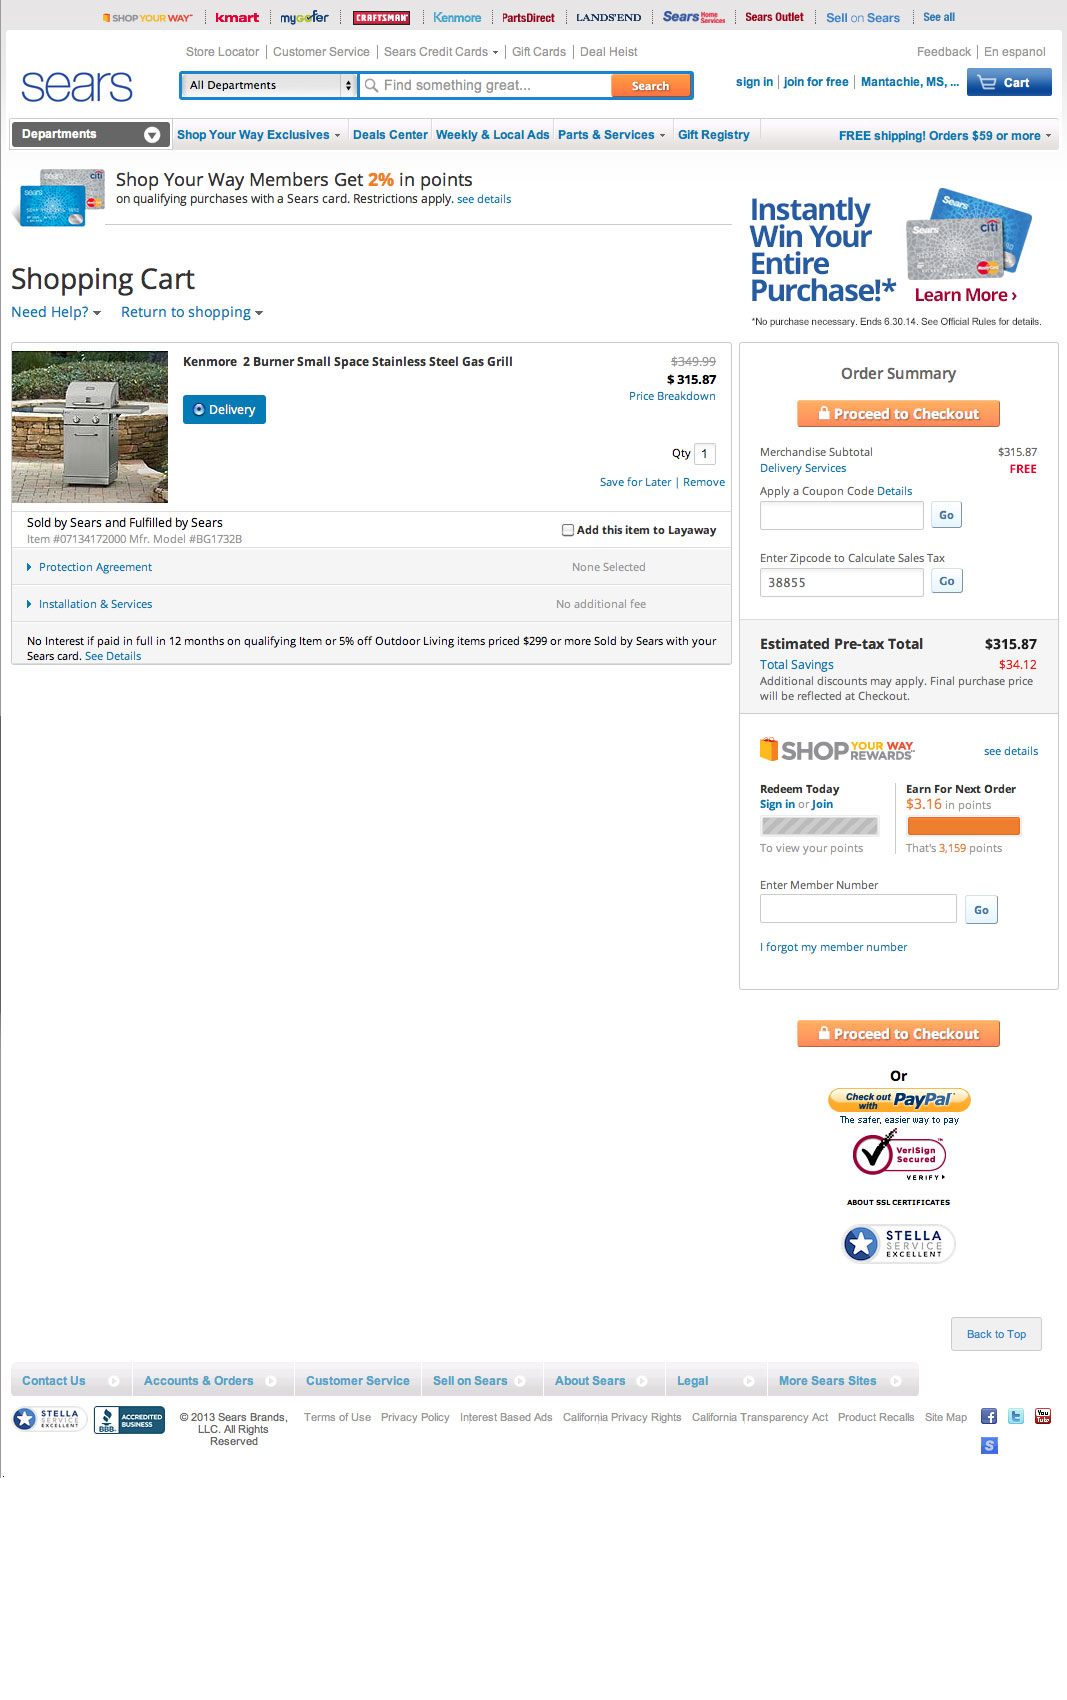 SHOP YOUR WAY kmart mygofer CRAFTSMAN Kenmore PartsDirect LANDS'END Sears Home Services Sears Outlet Sell on Sears See all
Store Locator Customer Service Sears Credit Cards Gift Cards Deal Heist Feedback En espanol
sears All Departments Find something great... Search sign in join for free Mantachie, MS, ... Cart
Departments Shop Your Way Exclusives Deals Center Weekly & Local Ads Parts & Services Gift Registry FREE shipping! Orders $59 or more
Shop Your Way Members Get 2% in points
on qualifying purchases with a Sears card. Restrictions apply. see details
Instantly
Win Your
Entire
Purchase!*
Sears citi
Learn More ›
*No purchase necessary. Ends 6.30.14. See Official Rules for details.
Shopping Cart
Need Help? Return to shopping
Kenmore 2 Burner Small Space Stainless Steel Gas Grill $349.99
$ 315.87
Price Breakdown
Delivery
Qty 1
Save for Later | Remove
Sold by Sears and Fulfilled by Sears
Item #07134172000 Mfr. Model #BG1732B
Add this item to Layaway
Protection Agreement None Selected
Installation & Services No additional fee
No Interest if paid in full in 12 months on qualifying Item or 5% off Outdoor Living items priced $299 or more Sold by Sears with your
Sears card. See Details
Order Summary
Proceed to Checkout
Merchandise Subtotal $315.87
Delivery Services FREE
Apply a Coupon Code Details
Go
Enter Zipcode to Calculate Sales Tax
38855 Go
Estimated Pre-tax Total $315.87
Total Savings $34.12
Additional discounts may apply. Final purchase price
will be reflected at Checkout.
SHOP YOUR WAY REWARDS see details
Redeem Today
Sign in or Join
To view your points
Earn For Next Order
$3.16 in points
That's 3,159 points
Enter Member Number
Go
I forgot my member number
Proceed to Checkout
Or
Check out with PayPal
The safer, easier way to pay
VeriSign
Secured
VERIFY
ABOUT SSL CERTIFICATES
STELLA
SERVICE
EXCELLENT
Back to Top
Contact Us Accounts & Orders Customer Service Sell on Sears About Sears Legal More Sears Sites
STELLA
SERVICE
EXCELLENT
BBB ACCREDITED
BUSINESS
© 2013 Sears Brands,
LLC. All Rights
Reserved
Terms of Use Privacy Policy Interest Based Ads California Privacy Rights California Transparency Act Product Recalls Site Map
You Tube